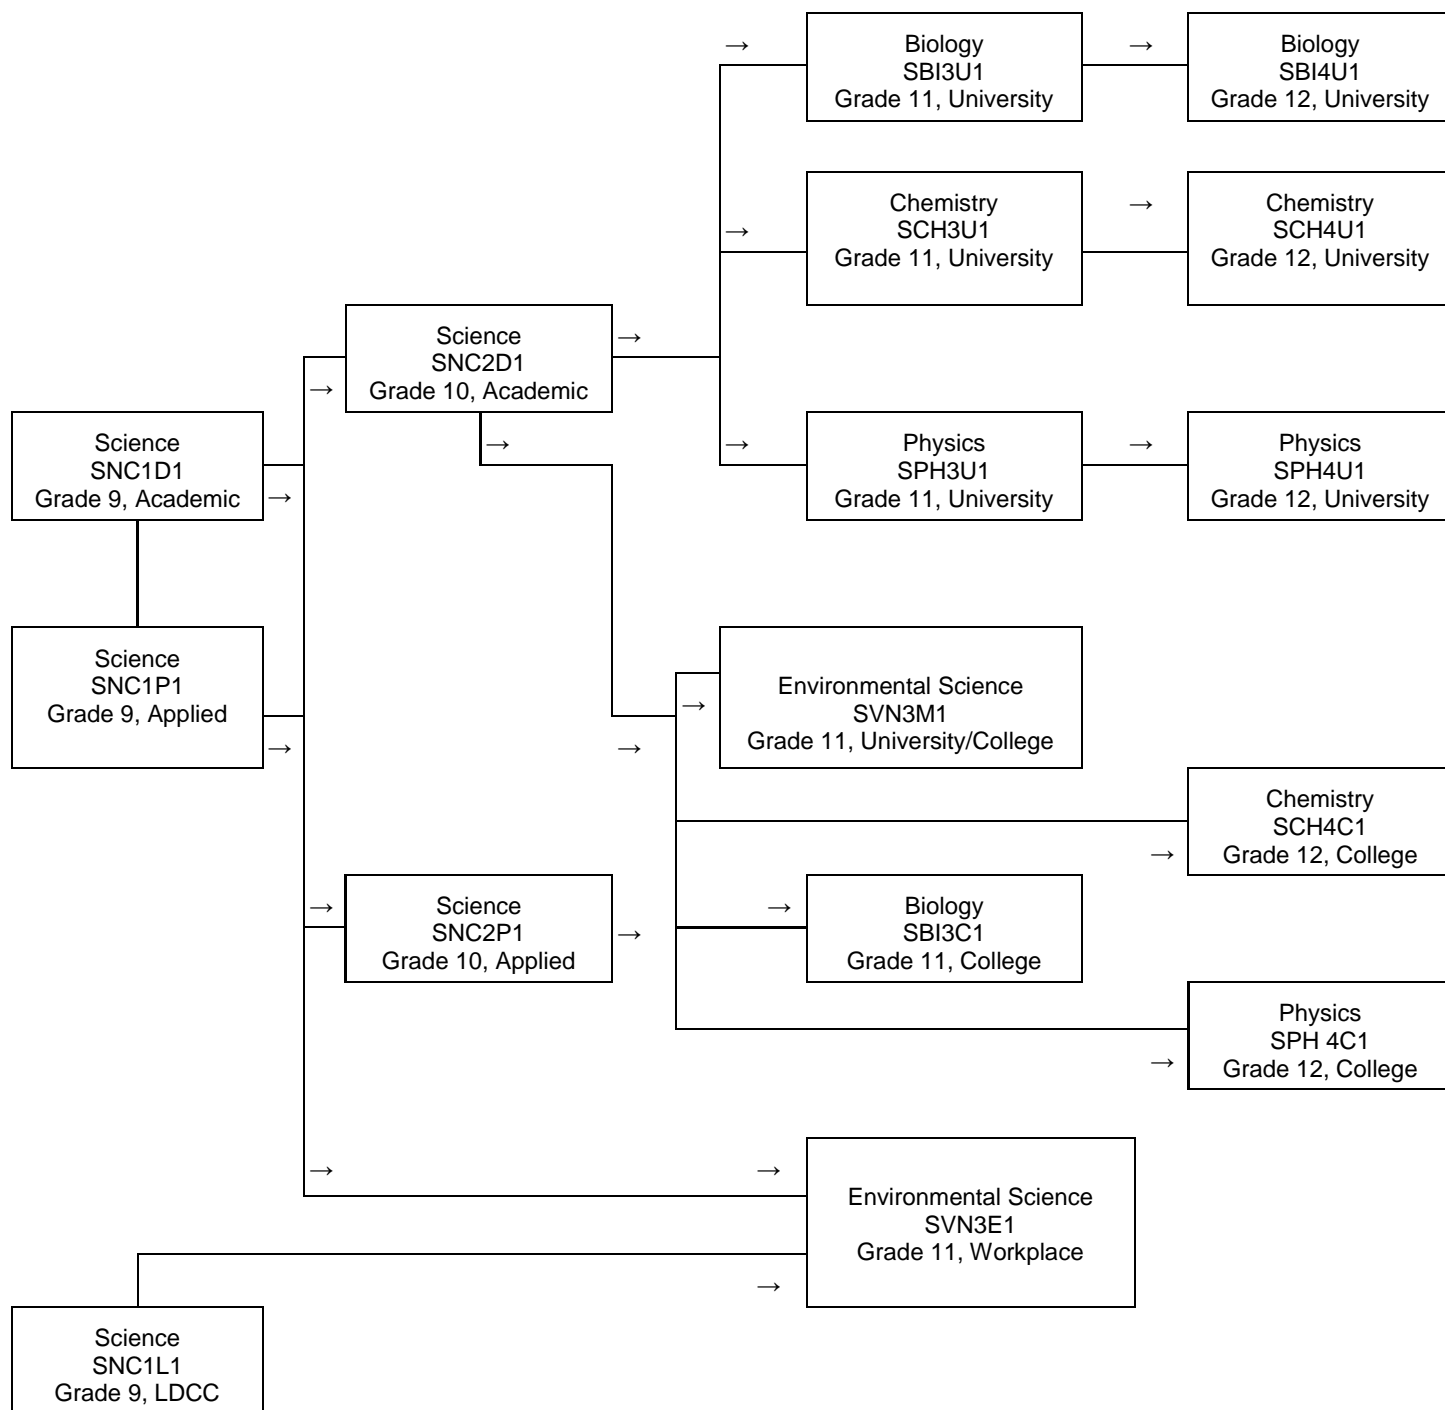 →
Biology
SBI3U1
Grade 11, University
→
Biology
SBI4U1
Grade 12, University
→
Chemistry
SCH3U1
Grade 11, University
→
Chemistry
SCH4U1
Grade 12, University
Science
SNC2D1
Grade 10, Academic
→
→
Science
SNC1D1
Grade 9, Academic
→
→
→
Physics
SPH3U1
Grade 11, University
→
Physics
SPH4U1
Grade 12, University
Science
SNC1P1
Grade 9, Applied
→
→
→
Environmental Science
SVN3M1
Grade 11, University/College
Chemistry
SCH4C1
Grade 12, College
→
→
Science
SNC2P1
Grade 10, Applied
→
→
Biology
SBI3C1
Grade 11, College
Physics
SPH 4C1
Grade 12, College
→
→
→
Environmental Science
SVN3E1
Grade 11, Workplace
→
Science
SNC1L1
Grade 9, LDCC